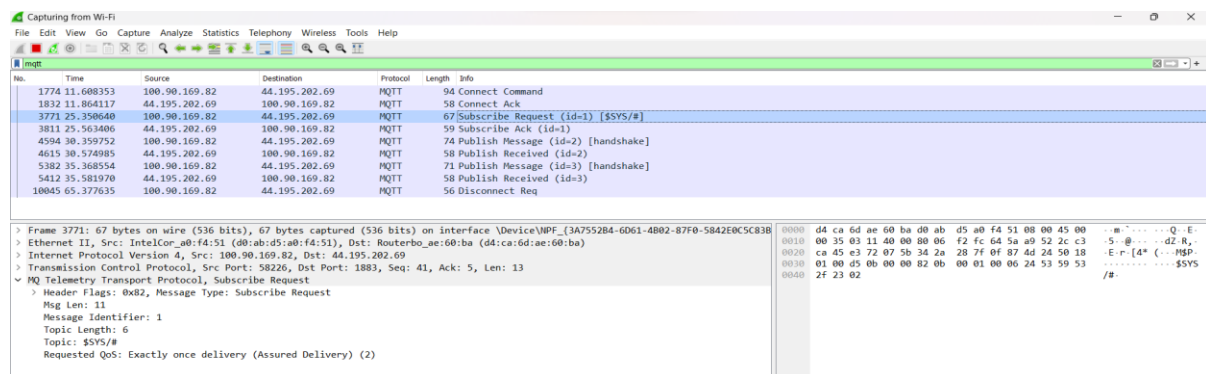 Capturing from Wi-Fi
File Edit View Go Capture Analyze Statistics Telephony Wireless Tools Help
mqtt
No. Time Source Destination Protocol Length Info
1774 11.608353 100.90.169.82 44.195.202.69 MQTT 94 Connect Command
1832 11.864117 44.195.202.69 100.90.169.82 MQTT 58 Connect Ack
3771 25.350640 100.90.169.82 44.195.202.69 MQTT 67 Subscribe Request (id=1) [$SYS/#]
3811 25.563406 44.195.202.69 100.90.169.82 MQTT 59 Subscribe Ack (id=1)
4594 30.359752 100.90.169.82 44.195.202.69 MQTT 74 Publish Message (id=2) [handshake]
4615 30.574985 44.195.202.69 100.90.169.82 MQTT 58 Publish Received (id=2)
5382 35.368554 100.90.169.82 44.195.202.69 MQTT 71 Publish Message (id=3) [handshake]
5412 35.581970 44.195.202.69 100.90.169.82 MQTT 58 Publish Received (id=3)
10045 65.377635 100.90.169.82 44.195.202.69 MQTT 56 Disconnect Req
> Frame 3771: 67 bytes on wire (536 bits), 67 bytes captured (536 bits) on interface \Device\NPF_{3A7552B4-6D61-4B02-87F0-5842E0C5C83B
> Ethernet II, Src: IntelCor_a0:f4:51 (d0:ab:d5:a0:f4:51), Dst: Routerbo_ae:60:ba (d4:ca:6d:ae:60:ba)
> Internet Protocol Version 4, Src: 100.90.169.82, Dst: 44.195.202.69
> Transmission Control Protocol, Src Port: 58226, Dst Port: 1883, Seq: 41, Ack: 5, Len: 13
MQ Telemetry Transport Protocol, Subscribe Request
> Header Flags: 0x82, Message Type: Subscribe Request
Msg Len: 11
Message Identifier: 1
Topic Length: 6
Topic: $SYS/#
Requested QoS: Exactly once delivery (Assured Delivery) (2)
0000 d4 ca 6d ae 60 ba d0 ab d5 a0 f4 51 08 00 45 00 ··m·`··· ···Q··E·
0010 00 35 03 11 40 00 80 06 f2 fc 64 5a a9 52 2c c3 ·5··@··· ··dZ·R,·
0020 ca 45 e3 72 07 5b 34 2a 28 7f 0f 87 4d 24 50 18 ·E·r·[4* (···M$P·
0030 01 00 d5 0b 00 00 82 0b 00 01 00 06 24 53 59 53 ········ ····$SYS
0040 2f 23 02 /#·